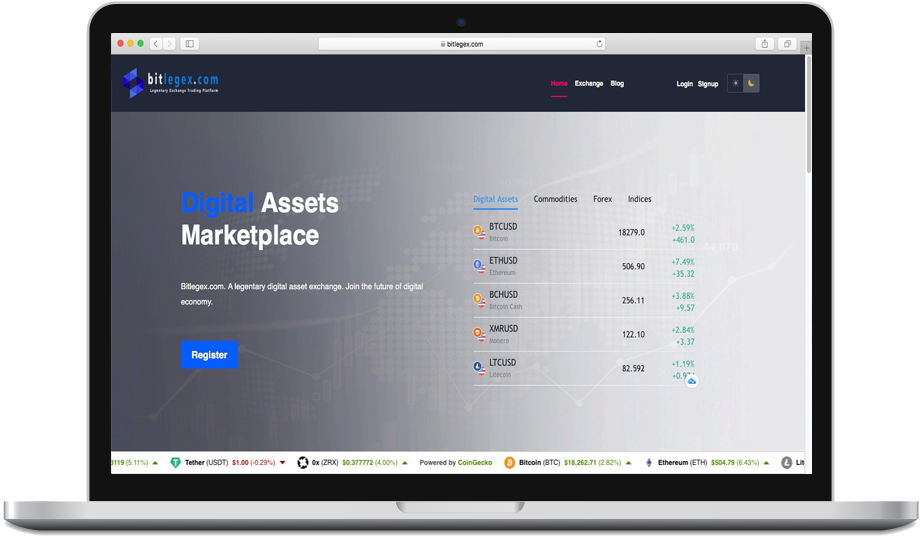 bitlegex.com
bitlegex.com
Legentary Exchange Trading Platform
Home Exchange Blog
Login Signup
Digital Assets
Marketplace
Bitlegex.com. A legentary digital asset exchange. Join the future of digital
economy.
Register
Digital Assets Commodities Forex Indices
BTCUSD 18279.0 +2.59%
Bitcoin +461.0
ETHUSD 506.90 +7.49%
Ethereum +35.32
BCHUSD 256.11 +3.88%
Bitcoin Cash +9.57
XMRUSD 122.10 +2.84%
Monero +3.37
LTCUSD 82.592 +1.19%
Litecoin
3119 (5.11%) Tether (USDT) $1.00 (-0.29%) 0x (ZRX) $0.377772 (4.00%) Powered by CoinGecko Bitcoin (BTC) $18,262.71 (2.82%) Ethereum (ETH) $504.79 (6.43%) Lit